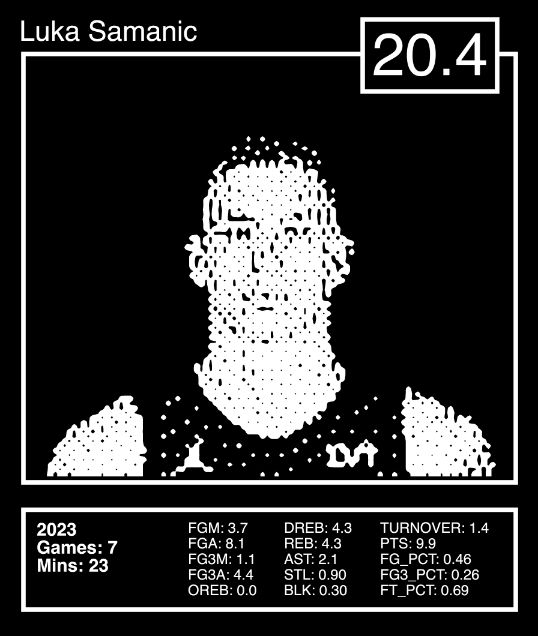 Luka Samanic
20.4
2023
Games: 7
Mins: 23
FGM: 3.7
FGA: 8.1
FG3M: 1.1
FG3A: 4.4
OREB: 0.0
DREB: 4.3
REB: 4.3
AST: 2.1
STL: 0.90
BLK: 0.30
TURNOVER: 1.4
PTS: 9.9
FG_PCT: 0.46
FG3_PCT: 0.26
FT_PCT: 0.69